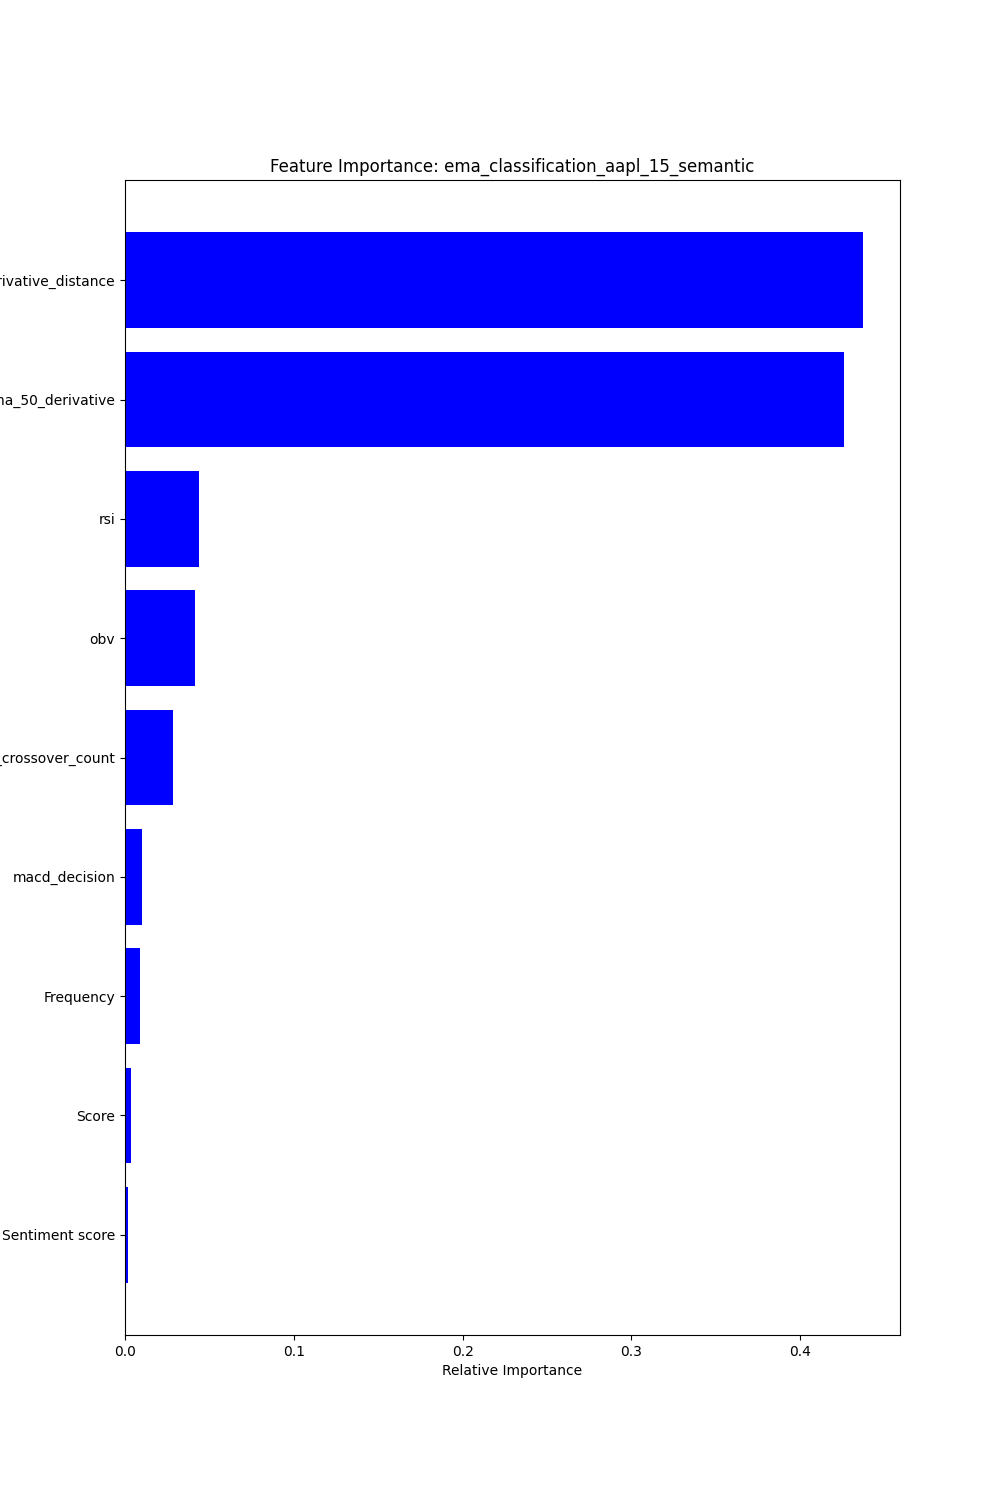 Feature Importance: ema_classification_aapl_15_semantic
rivative_distance
na_50_derivative
rsi
obv
_crossover_count
macd_decision
Frequency
Score
Sentiment score
0.0 0.1 0.2 0.3 0.4
Relative Importance